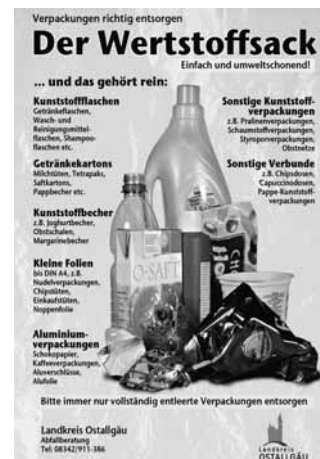 Verpackungen richtig entsorgen
Der Wertstoffsack
Einfach und umweltschonend!
... und das gehört rein:
Kunststoffflaschen
Getränkeflaschen,
Wasch- und
Reinigungsmittel-
flaschen, Shampoo-
flaschen etc.
Getränkekartons
Milchtüten, Tetrapaks,
Saftkartons,
Pappbecher etc.
Kunststoffbecher
z.B. Joghurtbecher,
Obstschalen,
Margarinebecher
Kleine Folien
bis DIN A4, z.B.
Nudelverpackungen,
Chipstüten,
Einkaufstüten,
Noppenfolie
Aluminium-
verpackungen
Schokopapier,
Kaffeeverpackungen,
Aluverschlüsse,
Alufolie
Sonstige Kunststoff-
verpackungen
z.B. Pralinenverpackungen,
Schaumstoffverpackungen,
Styroporverpackungen,
Obstnetze
Sonstige Verbunde
z.B. Chipsdosen,
Capuccinodosen,
Pappe-Kunststoff-
verpackungen
O-SAFT
Bitte immer nur vollständig entleerte Verpackungen entsorgen
Landkreis Ostallgäu
Abfallberatung
Tel: 08342/911-386
Landkreis
OSTALLGÄU